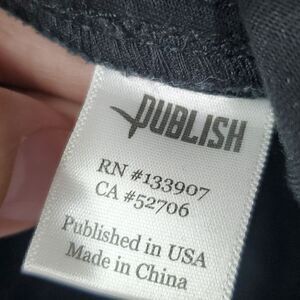 PUBLISH
RN #133907
CA #52706
Published in USA
Made in China